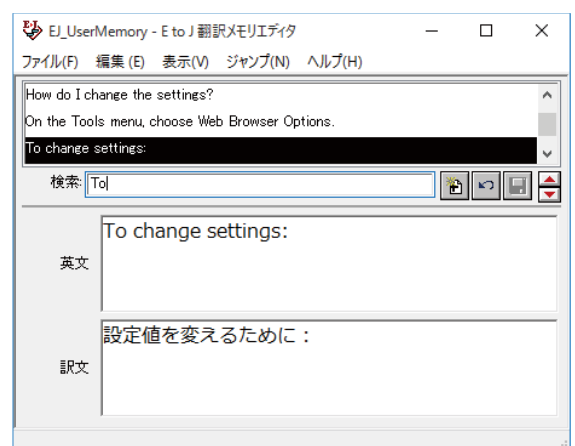 EJ_UserMemory - E to J 翻訳メモリエディタ
ファイル(F) 編集(E) 表示(V) ジャンプ(N) ヘルプ(H)
How do I change the settings?
On the Tools menu, choose Web Browser Options.
To change settings:
検索: To
To change settings:
英文
設定値を変えるために：
訳文